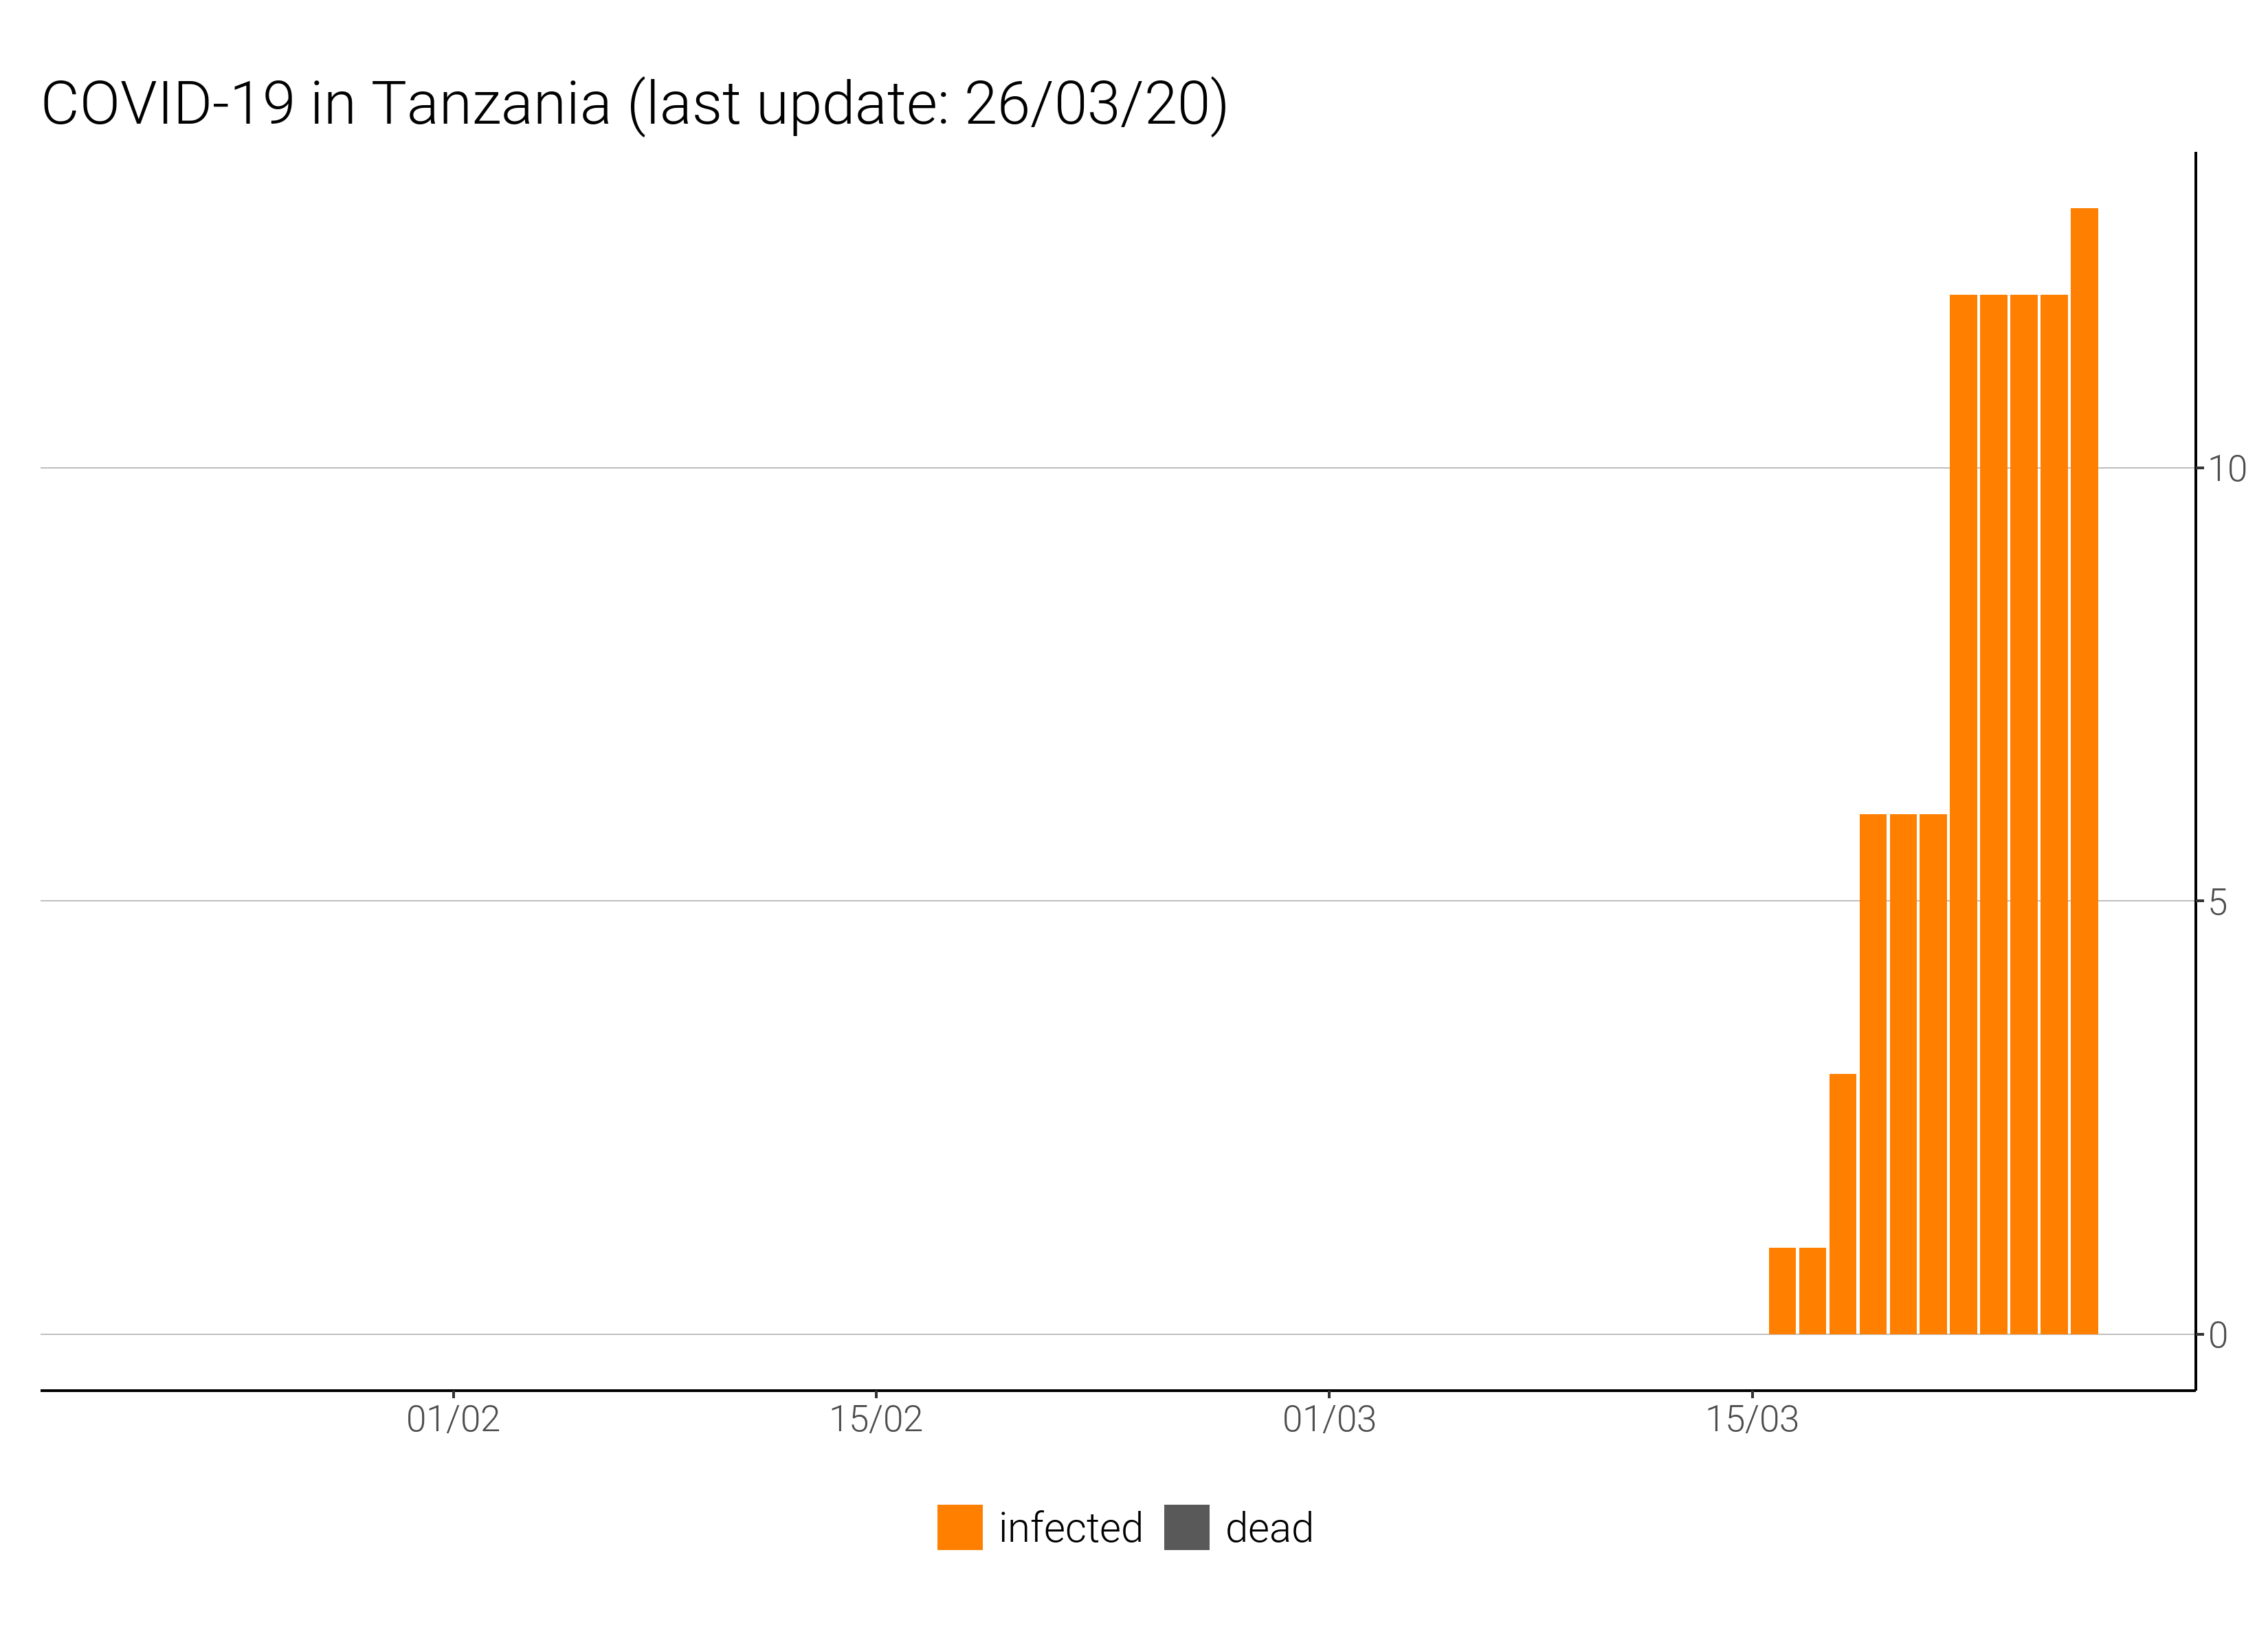 COVID-19 in Tanzania (last update: 26/03/20)
10
5
0
01/02 15/02 01/03 15/03
infected dead